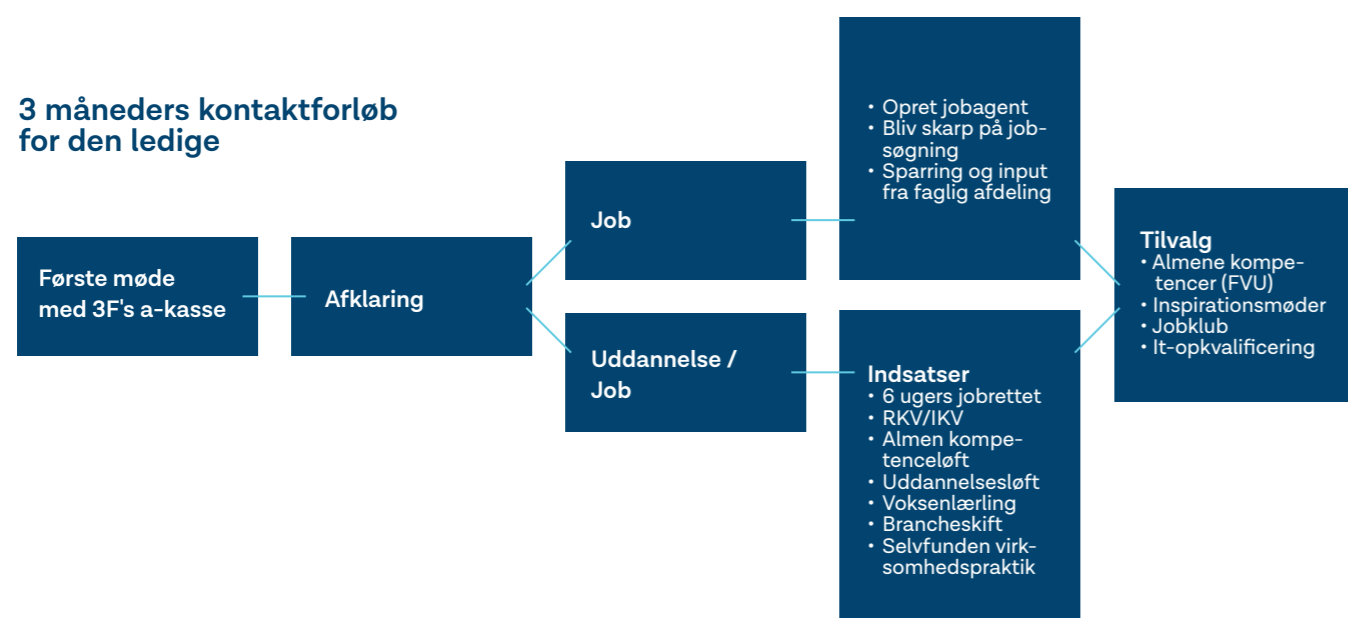 3 måneders kontaktforløb
for den ledige
Første møde
med 3F's a-kasse
Afklaring
Job
Uddannelse /
Job
• Opret jobagent
• Bliv skarp på job-
søgning
• Sparring og input
fra faglig afdeling
Indsatser
• 6 ugers jobrettet
• RKV/IKV
• Almen kompe-
tenceløft
• Uddannelsesløft
• Voksenlærling
• Brancheskift
• Selvfunden virk-
somhedspraktik
Tilvalg
• Almene kompe-
tencer (FVU)
• Inspirationsmøder
• Jobklub
• It-opkvalificering